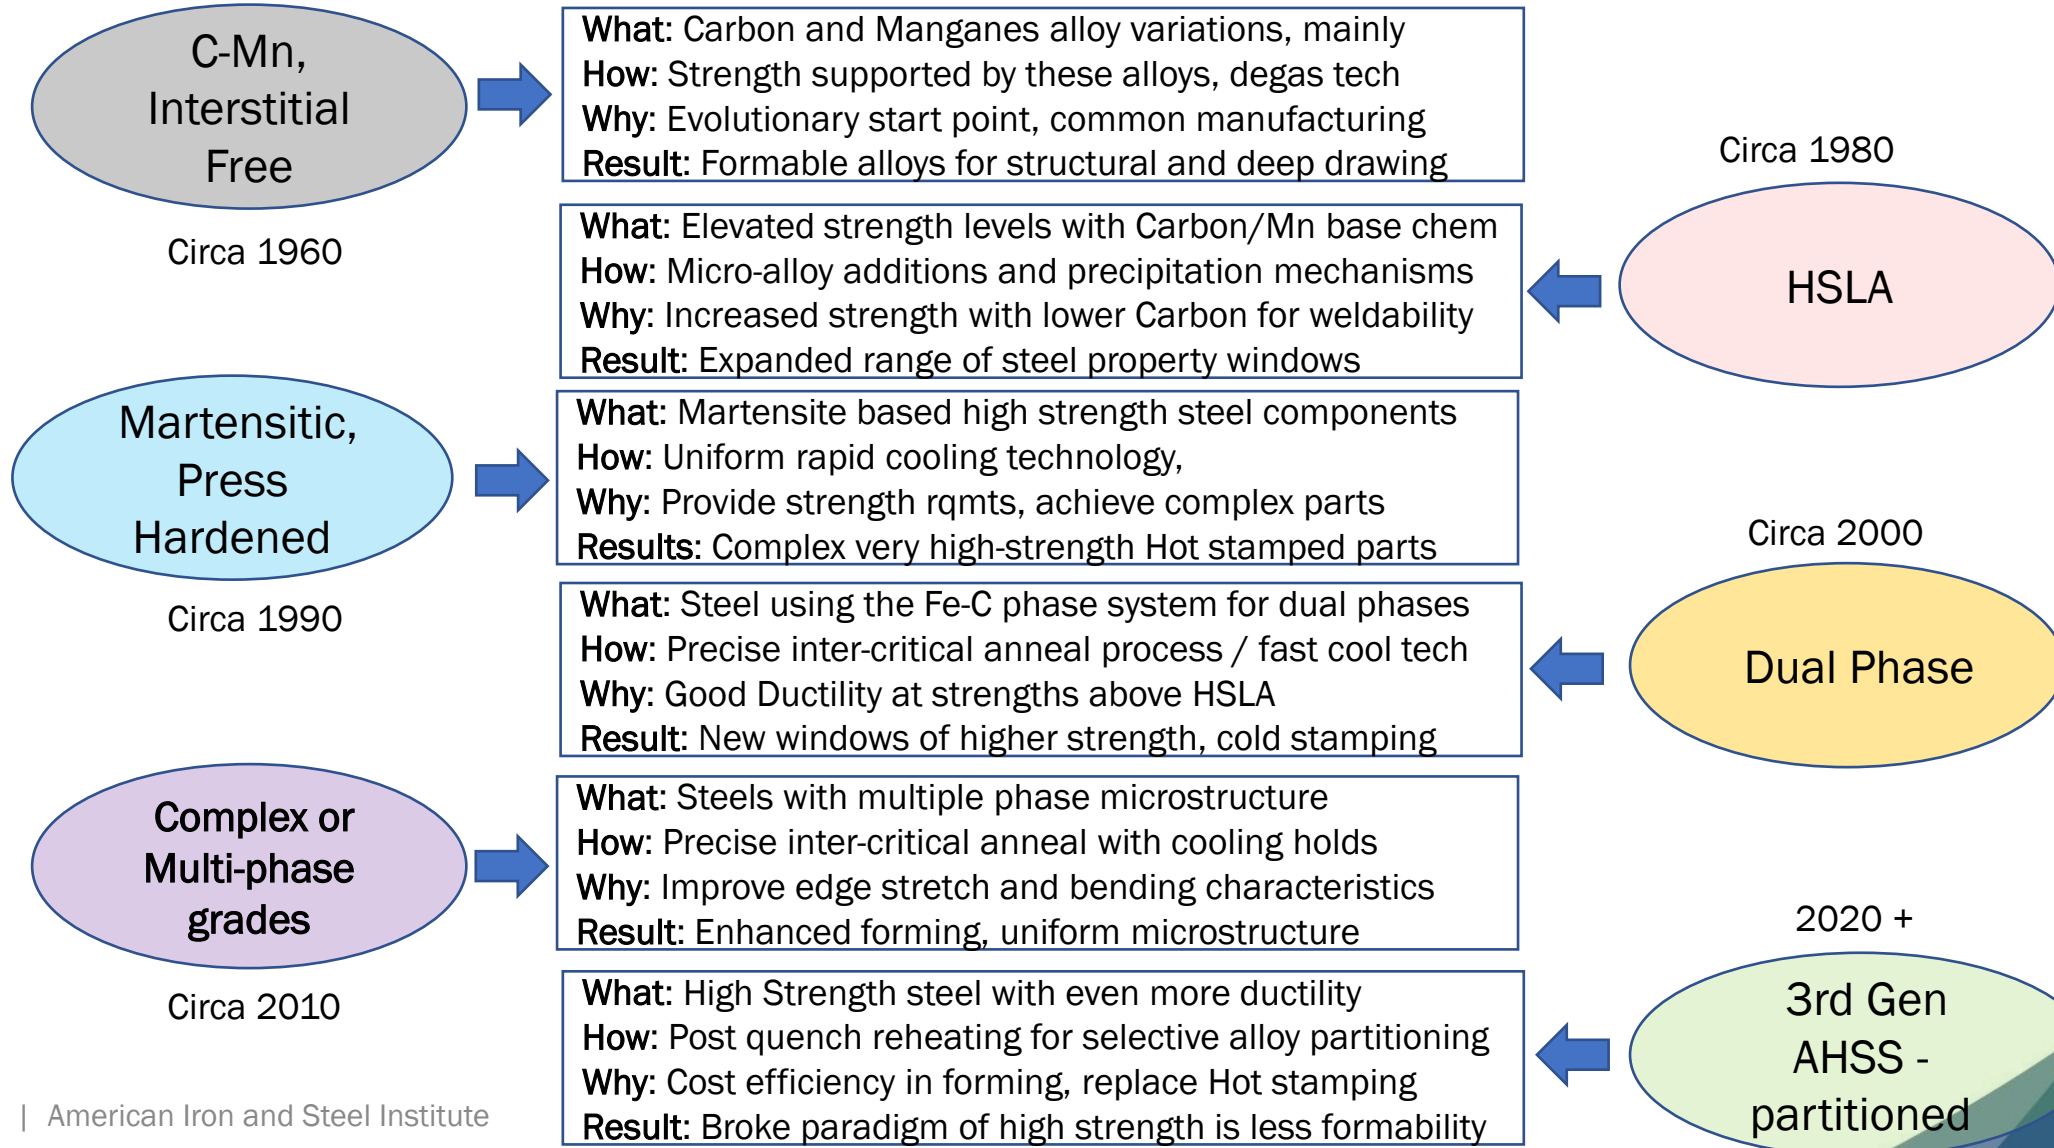 C-Mn,
Interstitial
Free
Circa 1960
What: Carbon and Manganes alloy variations, mainly
How: Strength supported by these alloys, degas tech
Why: Evolutionary start point, common manufacturing
Result: Formable alloys for structural and deep drawing
Circa 1980
HSLA
What: Elevated strength levels with Carbon/Mn base chem
How: Micro-alloy additions and precipitation mechanisms
Why: Increased strength with lower Carbon for weldability
Result: Expanded range of steel property windows
Martensitic,
Press
Hardened
Circa 1990
What: Martensite based high strength steel components
How: Uniform rapid cooling technology,
Why: Provide strength rqmts, achieve complex parts
Results: Complex very high-strength Hot stamped parts
Circa 2000
Dual Phase
What: Steel using the Fe-C phase system for dual phases
How: Precise inter-critical anneal process / fast cool tech
Why: Good Ductility at strengths above HSLA
Result: New windows of higher strength, cold stamping
Complex or
Multi-phase
grades
Circa 2010
What: Steels with multiple phase microstructure
How: Precise inter-critical anneal with cooling holds
Why: Improve edge stretch and bending characteristics
Result: Enhanced forming, uniform microstructure
2020 +
3rd Gen
AHSS -
partitioned
What: High Strength steel with even more ductility
How: Post quench reheating for selective alloy partitioning
Why: Cost efficiency in forming, replace Hot stamping
Result: Broke paradigm of high strength is less formability
| American Iron and Steel Institute